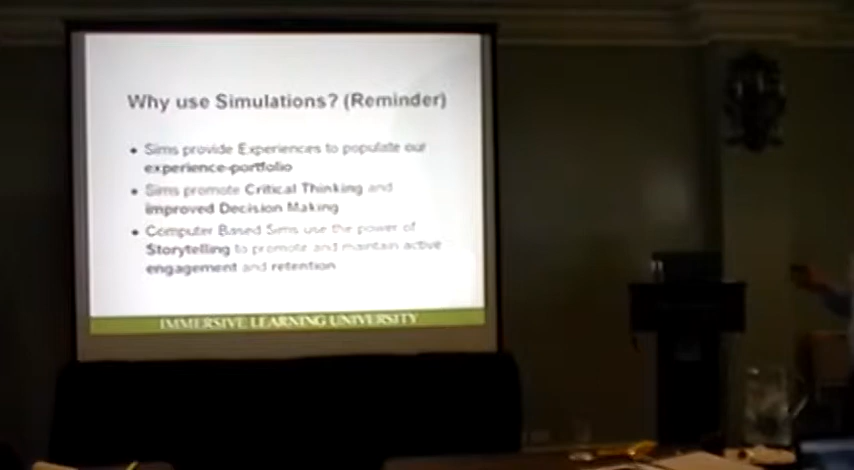 Why use Simulations? (Reminder)
• Sims provide Experiences to populate our
experience-portfolio
• Sims promote Critical Thinking and
improved Decision Making
• Computer Based Sims use the power of
Storytelling to promote and maintain active
engagement and retention
IMMERSIVE LEARNING UNIVERSITY